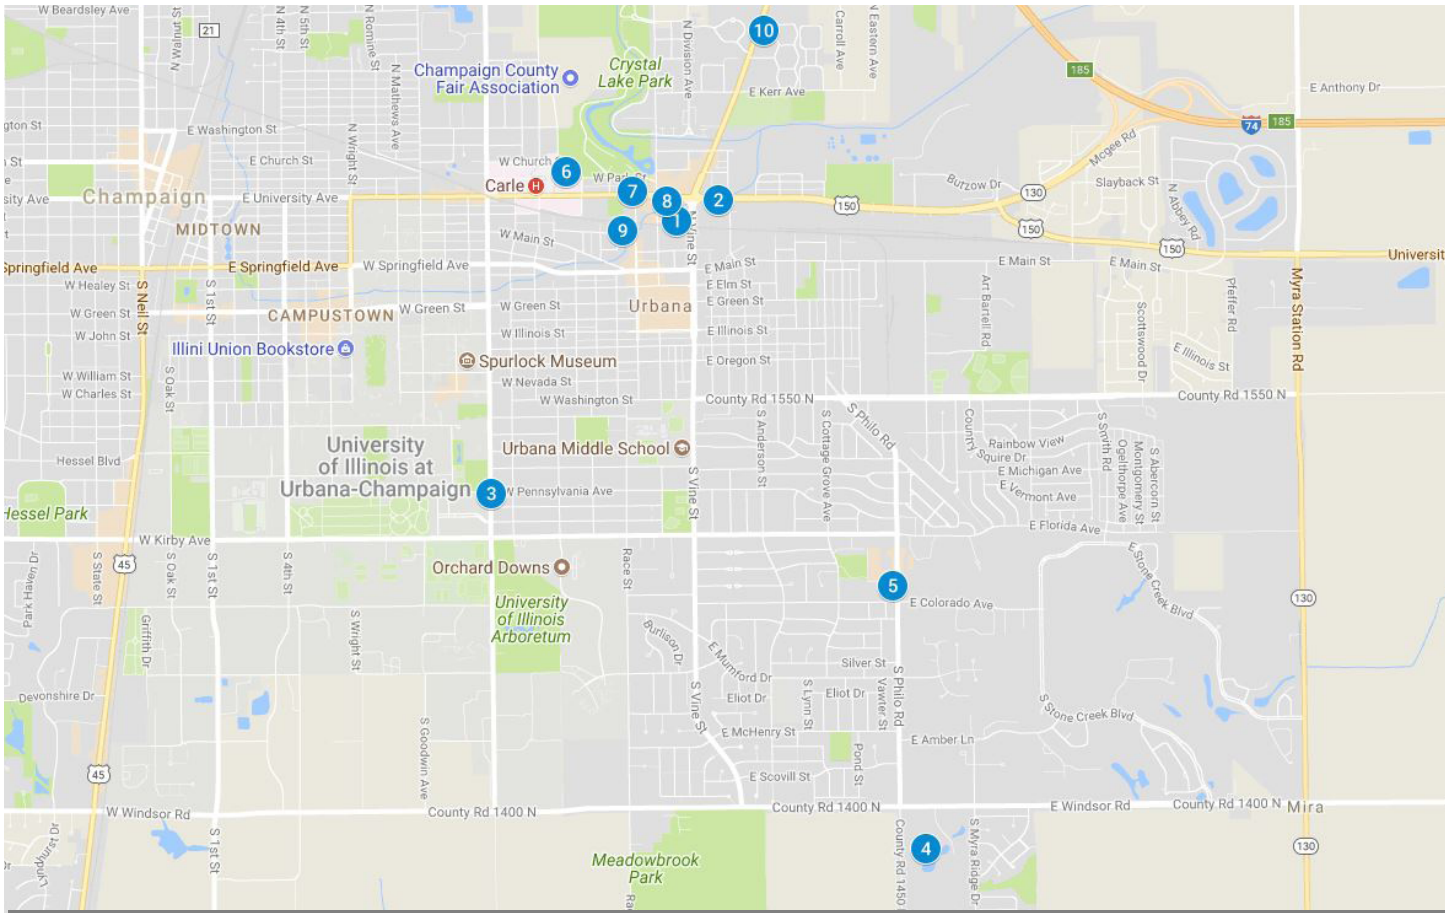 W Beardsley Ave
21
N Walnut St
N 4th St
N 5th St
N Romine St
N Mathews Ave
Champaign County
Fair Association
Crystal
Lake Park
N Division Ave
10
Carroll Ave
N Eastern Ave
185
E Kerr Ave
E Anthony Dr
74
185
gton St
E Washington St
N Wright St
Mcgee Rd
St
E Church St
W Church St
6
W Park St
Carle H
7
8
2
Burzow Dr
130
Slayback St
N Abbey Rd
Champaign
sity Ave
E University Ave
150
MIDTOWN
9
1
N Vine St
W Main St
150
150
Springfield Ave
E Springfield Ave
W Springfield Ave
E Main St
E Main St
E Main St
Universit
W Healey St
E Elm St
S Neil St
S 1st St
W Green St
CAMPUSTOWN
W Green St
W Green St
Urbana
E Green St
Art Bartell Rd
Scottswood Dr
Pfeffer Rd
Myra Station Rd
W John St
W Illinois St
E Illinois St
E Illinois St
Illini Union Bookstore
Spurlock Museum
E Oregon St
W William St
S Oak St
W Nevada St
W Charles St
W Washington St
County Rd 1550 N
County Rd 1550 N
S Anderson St
S Cottage Grove Ave
S Philo Rd
Country Squire Dr
Rainbow View
S Smyth Rd
Ogelthorpe Ave
Montgomery St
S Abercorn St
University
of Illinois at
Urbana-Champaign
Urbana Middle School
Hessel Blvd
E Michigan Ave
3
W Pennsylvania Ave
S Vine St
E Vermont Ave
Hessel Park
E Florida Ave
W Kirby Ave
45
Park Haven Dr
S State St
S Oak St
S 1st St
S 4th St
Orchard Downs
Race St
E Stone Creek Blvd
5
E Colorado Ave
130
University
of Illinois
Arboretum
Griffith Dr
S Wright St
Burlison Dr
E Mumford Dr
Silver St
Devonshire Dr
Eliot Dr
S Lynn St
Eliot Dr
Vawter St
S Philo Rd
S Vine St
S Stone Creek Blvd
S Goodwin Ave
E McHenry St
E Amber Ln
Pond St
45
E Scovill St
W Windsor Rd
County Rd 1400 N
County Rd 1400 N
E Windsor Rd
County Rd 1400 N
Mira
Lyndhurst Dr
S 1st St
Meadowbrook
Park
County Rd 1450
4
S Myra Ridge Dr
130